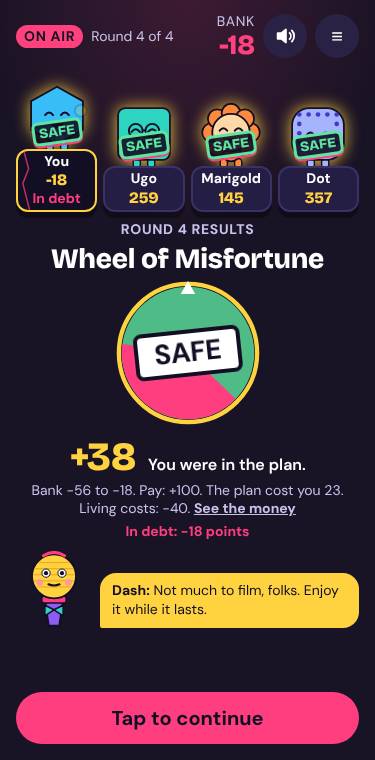 ON AIR
Round 4 of 4
BANK
-18
SAFE
SAFE
SAFE
SAFE
You
-18
In debt
Ugo
259
Marigold
145
Dot
357
ROUND 4 RESULTS
Wheel of Misfortune
SAFE
+38 You were in the plan.
Bank -56 to -18. Pay: +100. The plan cost you 23.
Living costs: -40. See the money
In debt: -18 points
Dash: Not much to film, folks. Enjoy
it while it lasts.
Tap to continue